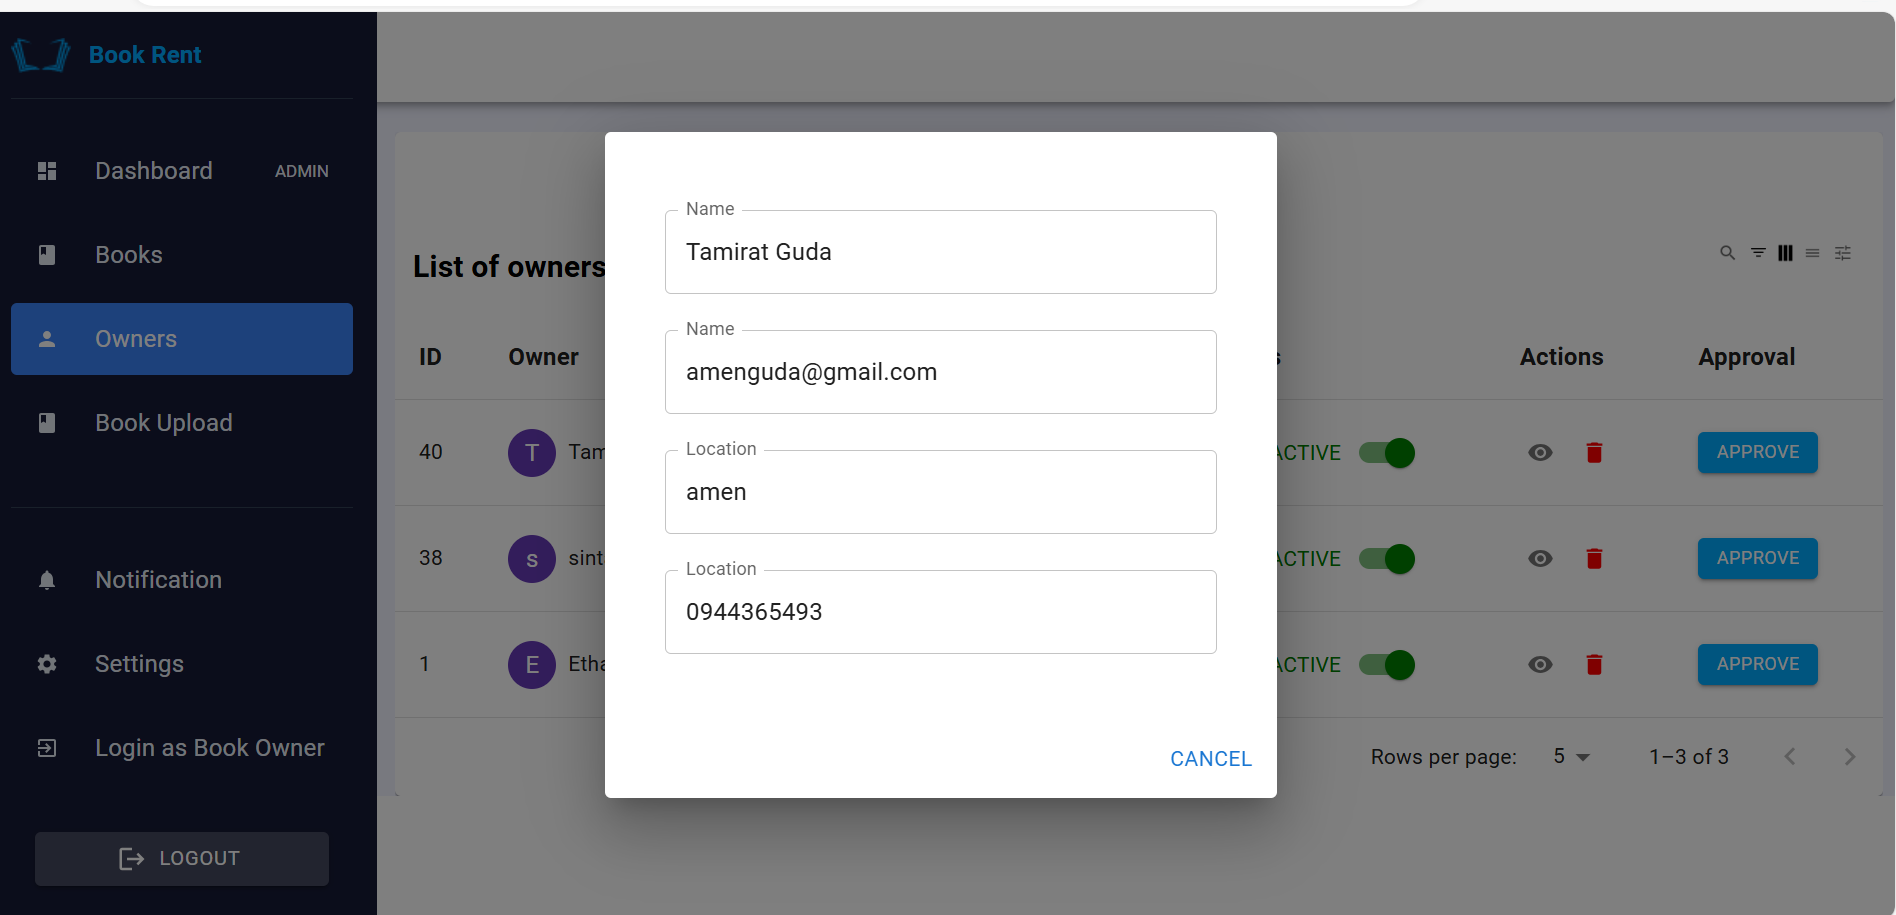 Book Rent
Dashboard ADMIN
Books
Owners
Book Upload
Notification
Settings
Login as Book Owner
LOGOUT
List of owners
ID Owner s Actions Approval
40 T Tam ACTIVE APPROVE
38 s sint ACTIVE APPROVE
1 E Etha ACTIVE APPROVE
Rows per page: 5 1–3 of 3
Name
Tamirat Guda
Name
amenguda@gmail.com
Location
amen
Location
0944365493
CANCEL